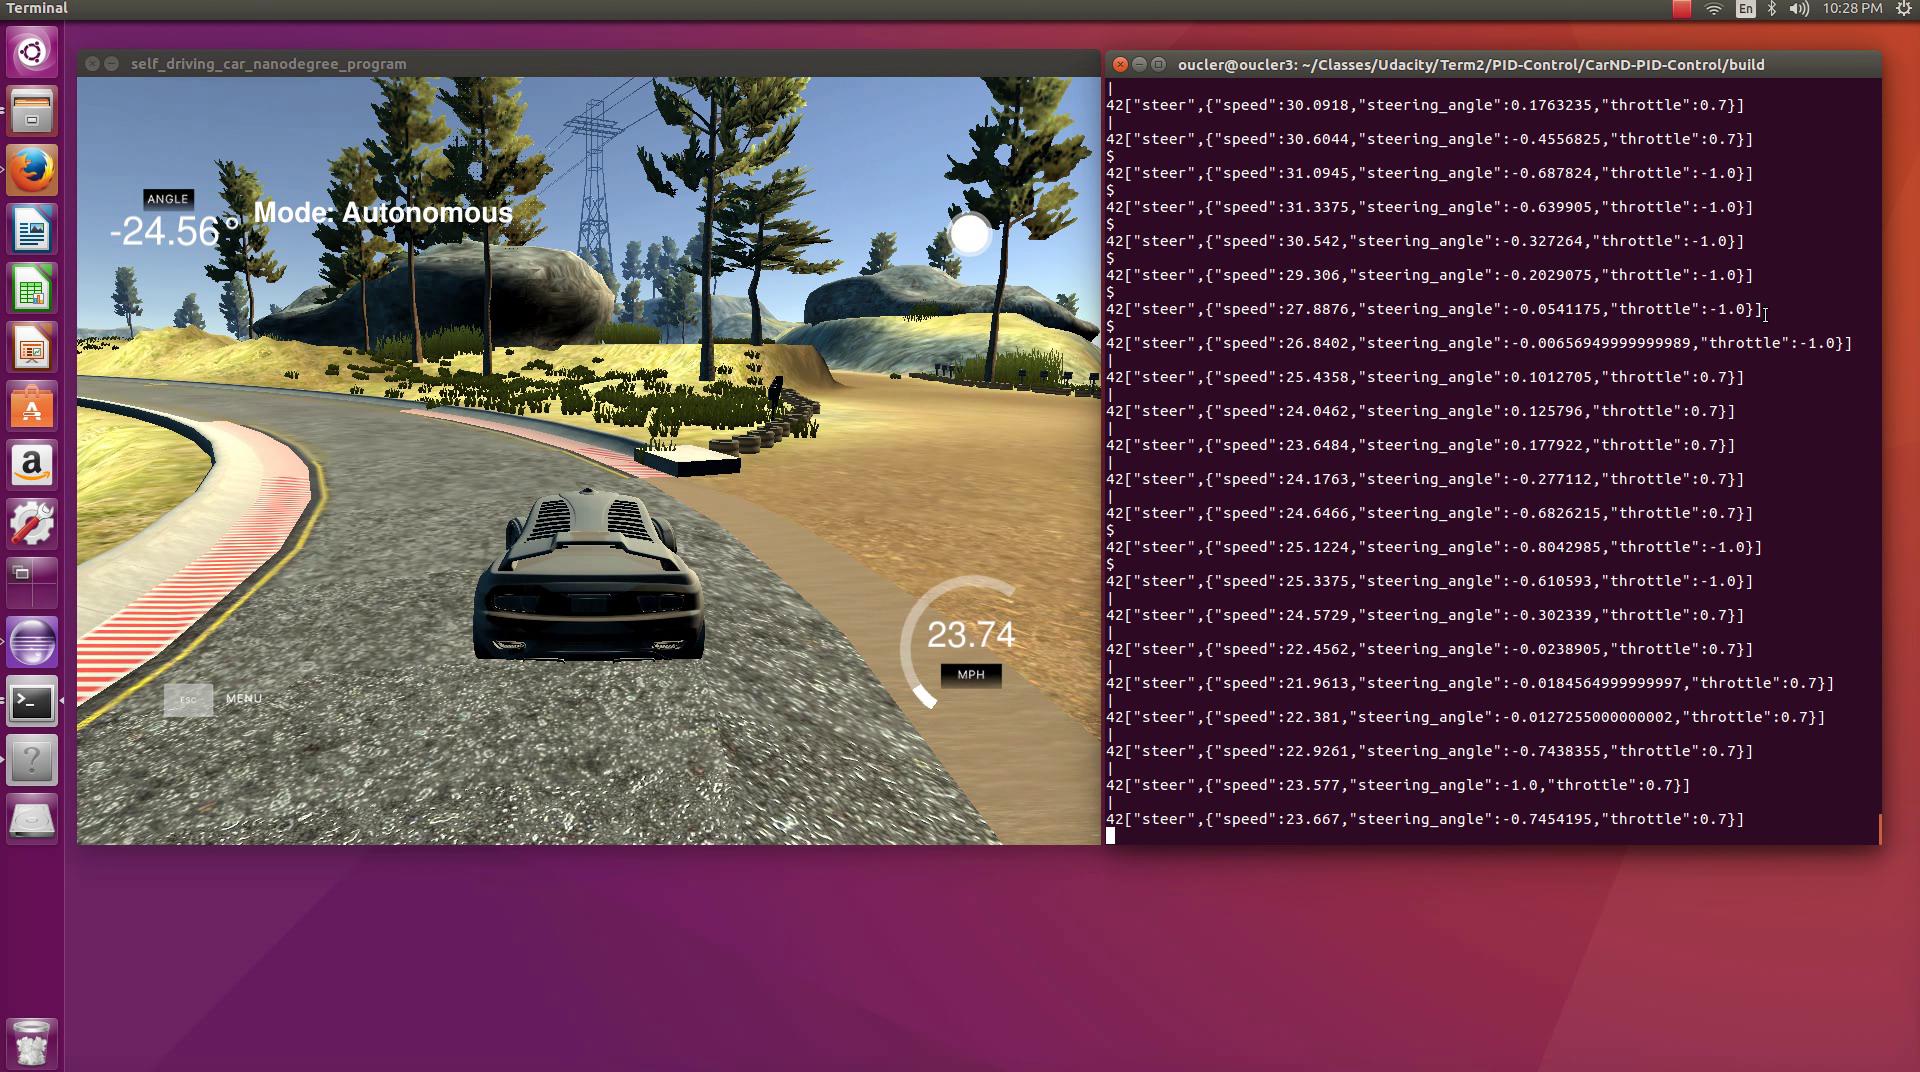 Terminal
En
10:28 PM
self_driving_car_nanodegree_program
ANGLE
-24.56°
Mode: Autonomous
23.74
MPH
ESC
MENU
oucler@oucler3: ~/Classes/Udacity/Term2/PID-Control/CarND-PID-Control/build
|
42["steer",{"speed":30.0918,"steering_angle":0.1763235,"throttle":0.7}]
|
42["steer",{"speed":30.6044,"steering_angle":-0.4556825,"throttle":0.7}]
$
42["steer",{"speed":31.0945,"steering_angle":-0.687824,"throttle":-1.0}]
$
42["steer",{"speed":31.3375,"steering_angle":-0.639905,"throttle":-1.0}]
$
42["steer",{"speed":30.542,"steering_angle":-0.327264,"throttle":-1.0}]
$
42["steer",{"speed":29.306,"steering_angle":-0.2029075,"throttle":-1.0}]
$
42["steer",{"speed":27.8876,"steering_angle":-0.0541175,"throttle":-1.0}]
$
42["steer",{"speed":26.8402,"steering_angle":-0.00656949999999989,"throttle":-1.0}]
|
42["steer",{"speed":25.4358,"steering_angle":0.1012705,"throttle":0.7}]
|
42["steer",{"speed":24.0462,"steering_angle":0.125796,"throttle":0.7}]
|
42["steer",{"speed":23.6484,"steering_angle":0.177922,"throttle":0.7}]
|
42["steer",{"speed":24.1763,"steering_angle":-0.277112,"throttle":0.7}]
|
42["steer",{"speed":24.6466,"steering_angle":-0.6826215,"throttle":0.7}]
$
42["steer",{"speed":25.1224,"steering_angle":-0.8042985,"throttle":-1.0}]
$
42["steer",{"speed":25.3375,"steering_angle":-0.610593,"throttle":-1.0}]
|
42["steer",{"speed":24.5729,"steering_angle":-0.302339,"throttle":0.7}]
|
42["steer",{"speed":22.4562,"steering_angle":-0.0238905,"throttle":0.7}]
|
42["steer",{"speed":21.9613,"steering_angle":-0.0184564999999997,"throttle":0.7}]
|
42["steer",{"speed":22.381,"steering_angle":-0.0127255000000002,"throttle":0.7}]
|
42["steer",{"speed":22.9261,"steering_angle":-0.7438355,"throttle":0.7}]
|
42["steer",{"speed":23.577,"steering_angle":-1.0,"throttle":0.7}]
|
42["steer",{"speed":23.667,"steering_angle":-0.7454195,"throttle":0.7}]